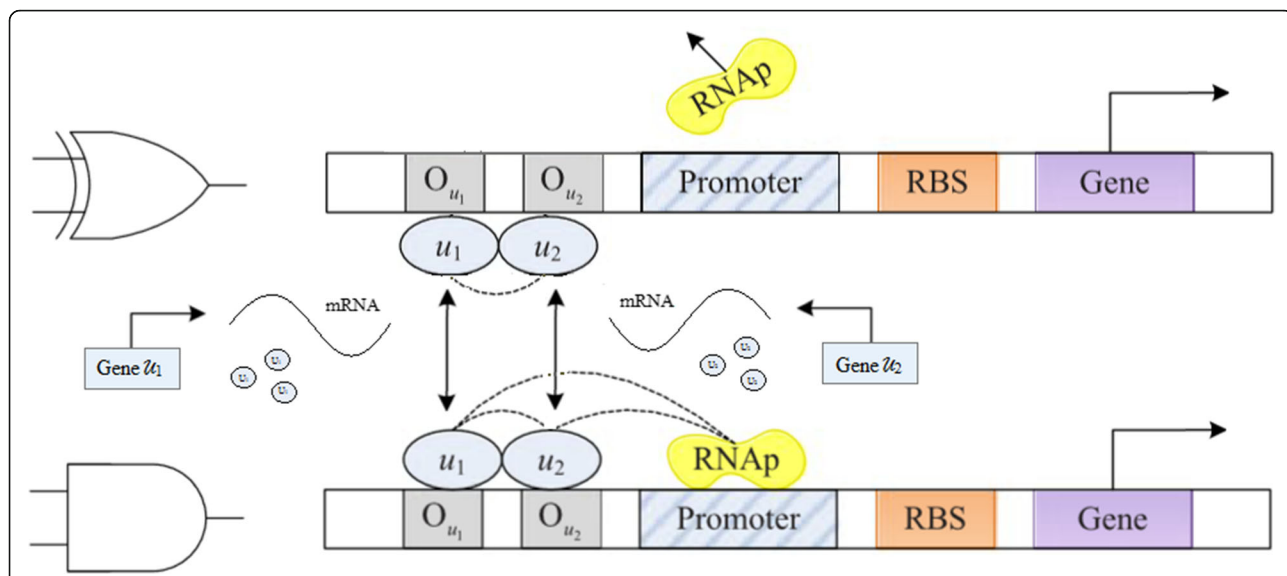 RNAp
O_{u_1} O_{u_2} Promoter RBS Gene
u_1 u_2
mRNA mRNA
Gene u_1 Gene u_2
u_1 u_2 RNAp
O_{u_1} O_{u_2} Promoter RBS Gene